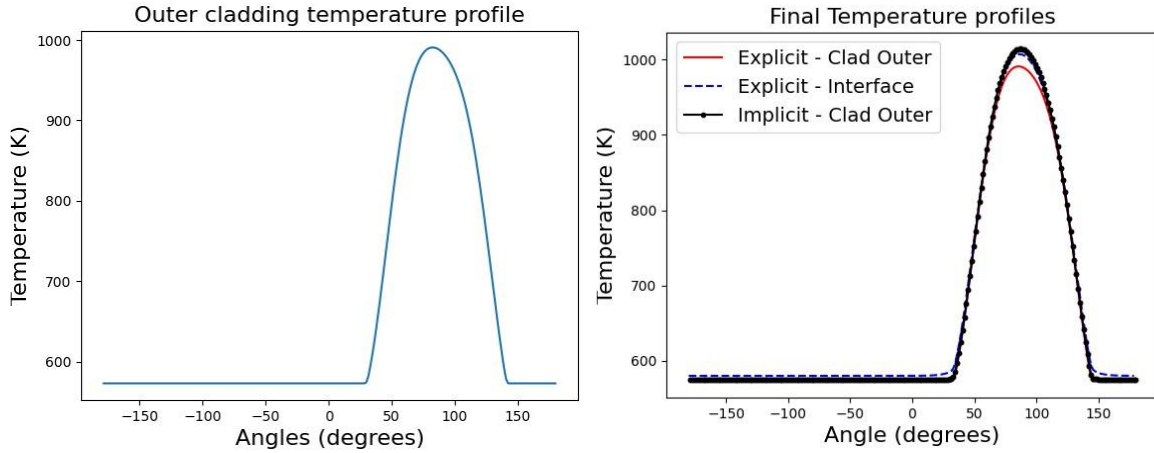 Outer cladding temperature profile
1000
900
800
700
600
Temperature (K)
−150
−100
−50
0
50
100
150
Angles (degrees)
Final Temperature profiles
Explicit - Clad Outer
Explicit - Interface
Implicit - Clad Outer
1000
900
800
700
600
Temperature (K)
−150
−100
−50
0
50
100
150
Angle (degrees)